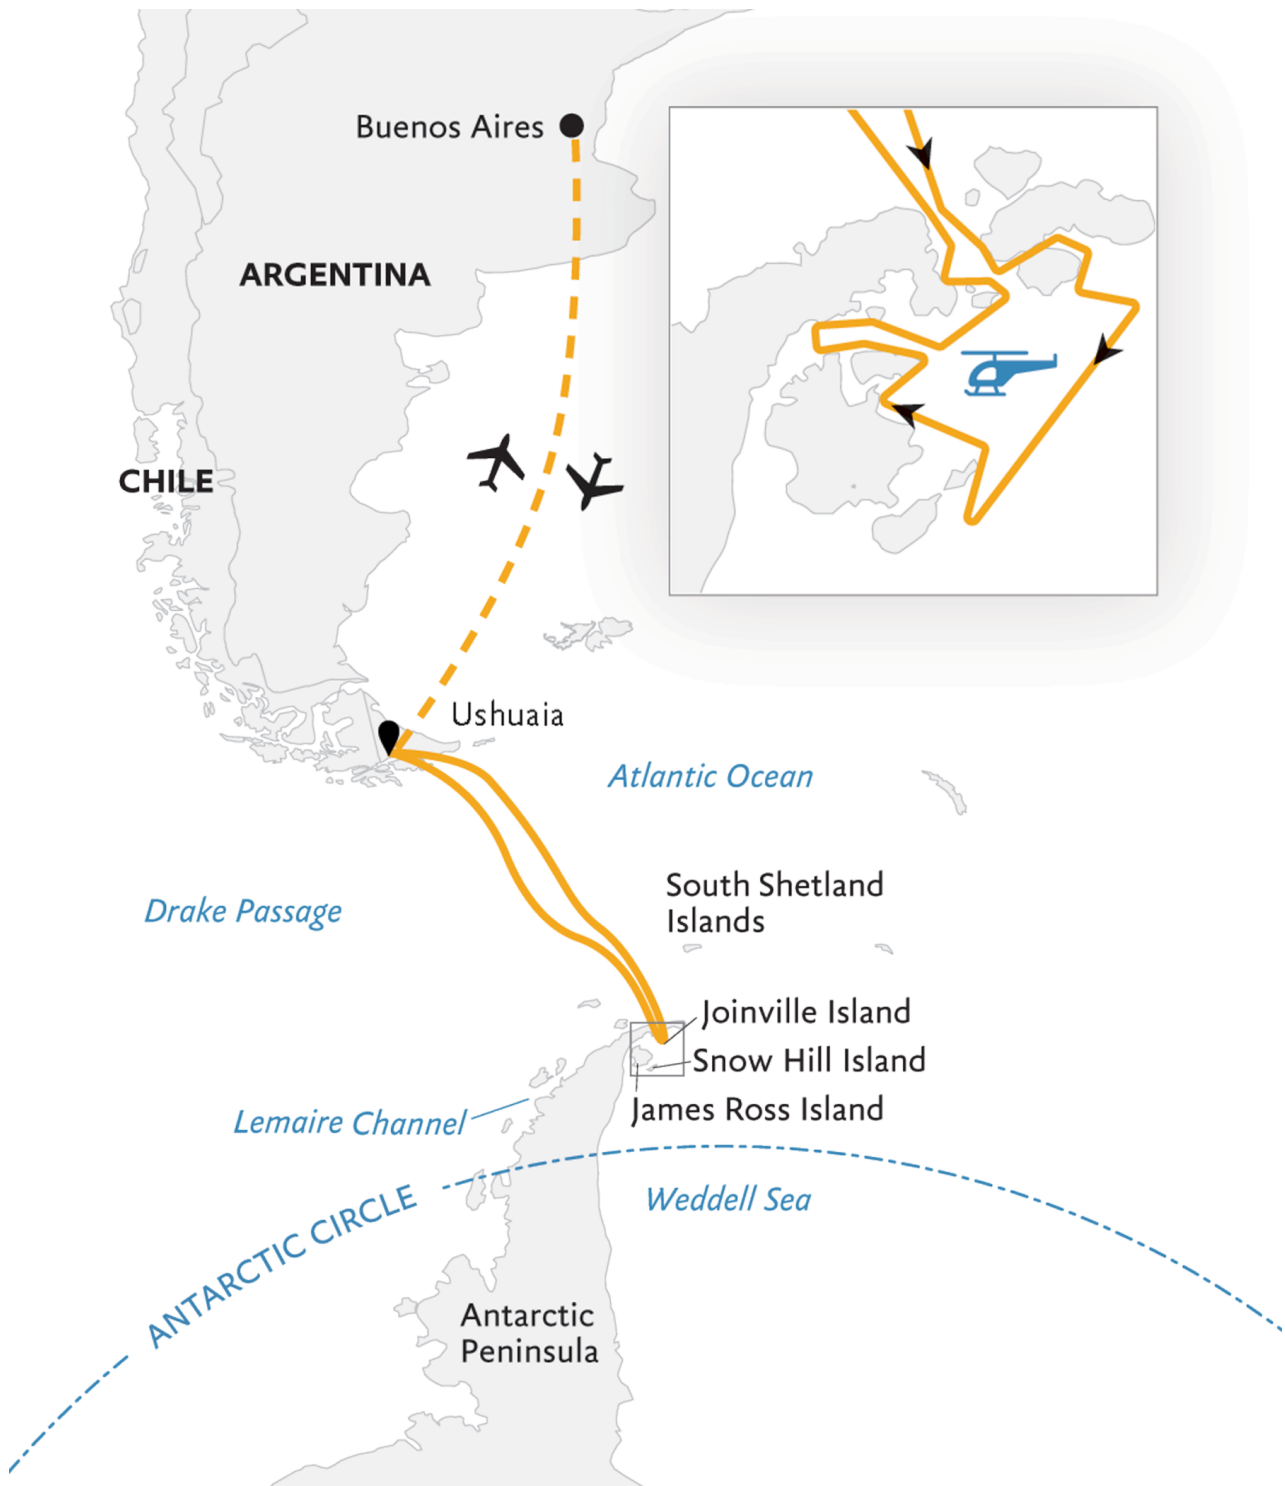 Buenos Aires
ARGENTINA
CHILE
Ushuaia
Atlantic Ocean
South Shetland
Islands
Drake Passage
Joinville Island
Snow Hill Island
James Ross Island
Lemaire Channel
ANTARCTIC CIRCLE
Weddell Sea
Antarctic
Peninsula